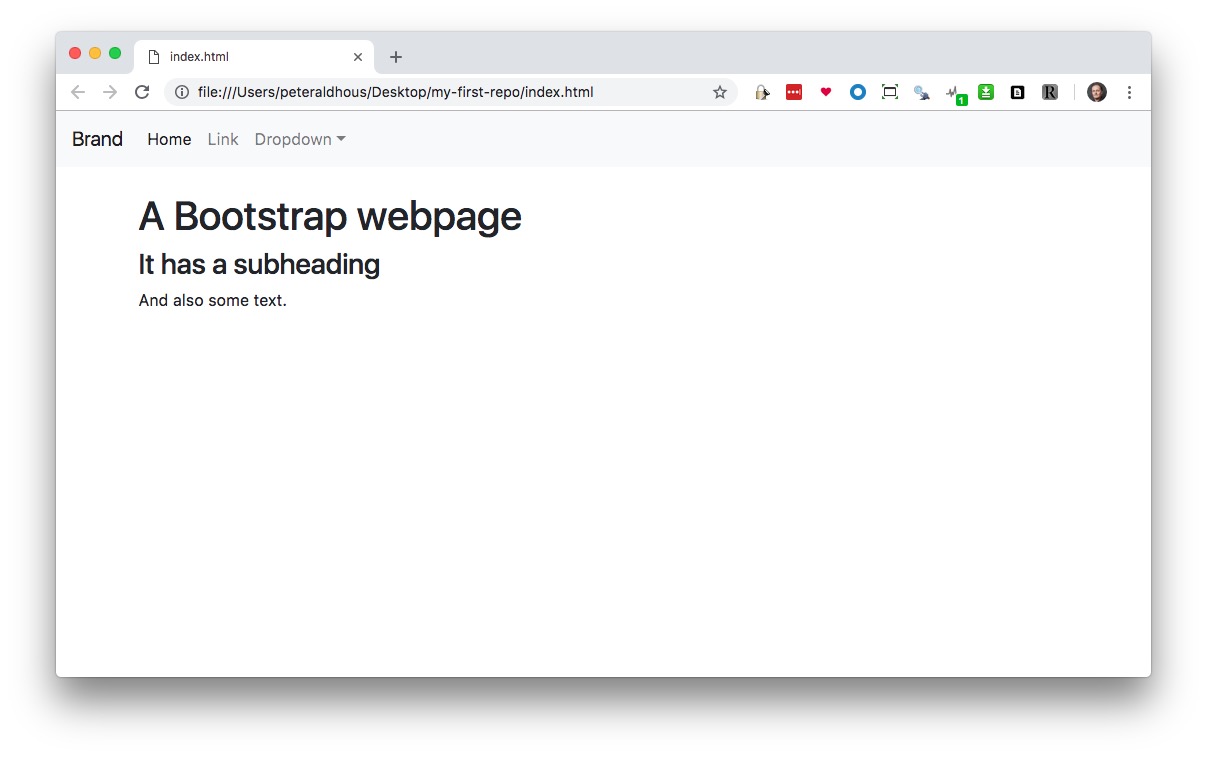 index.html
file:///Users/peteraldhous/Desktop/my-first-repo/index.html
1
R
Brand Home Link Dropdown
A Bootstrap webpage
It has a subheading
And also some text.